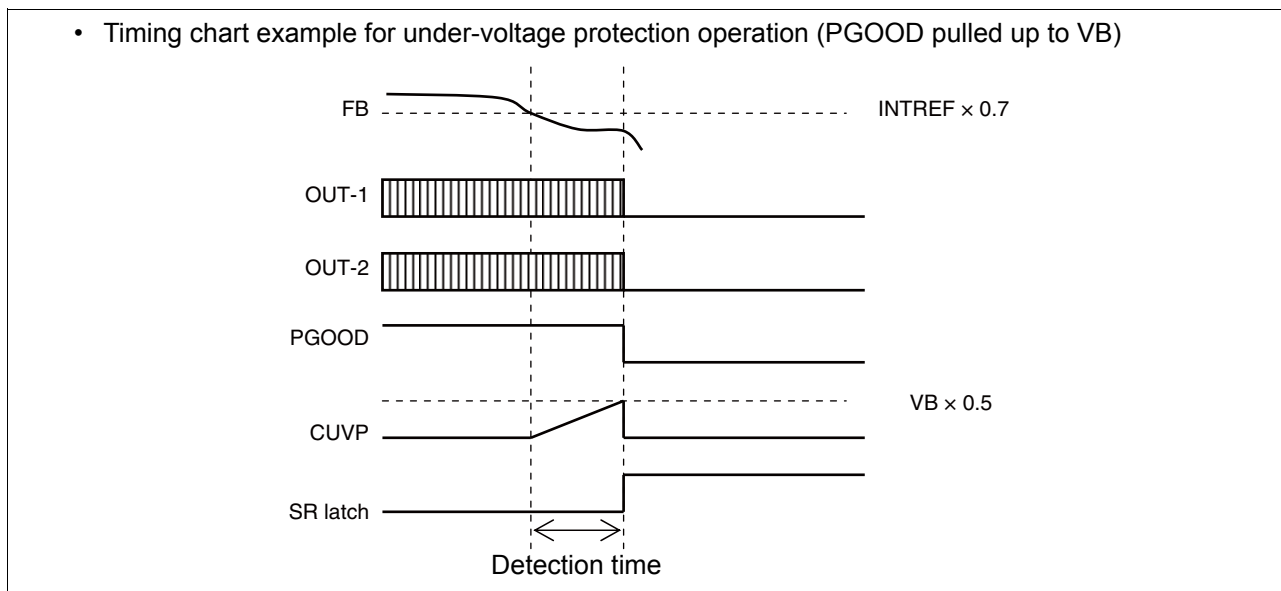 • Timing chart example for under-voltage protection operation (PGOOD pulled up to VB)
FB
INTREF × 0.7
OUT-1
OUT-2
PGOOD
VB × 0.5
CUVP
SR latch
Detection time